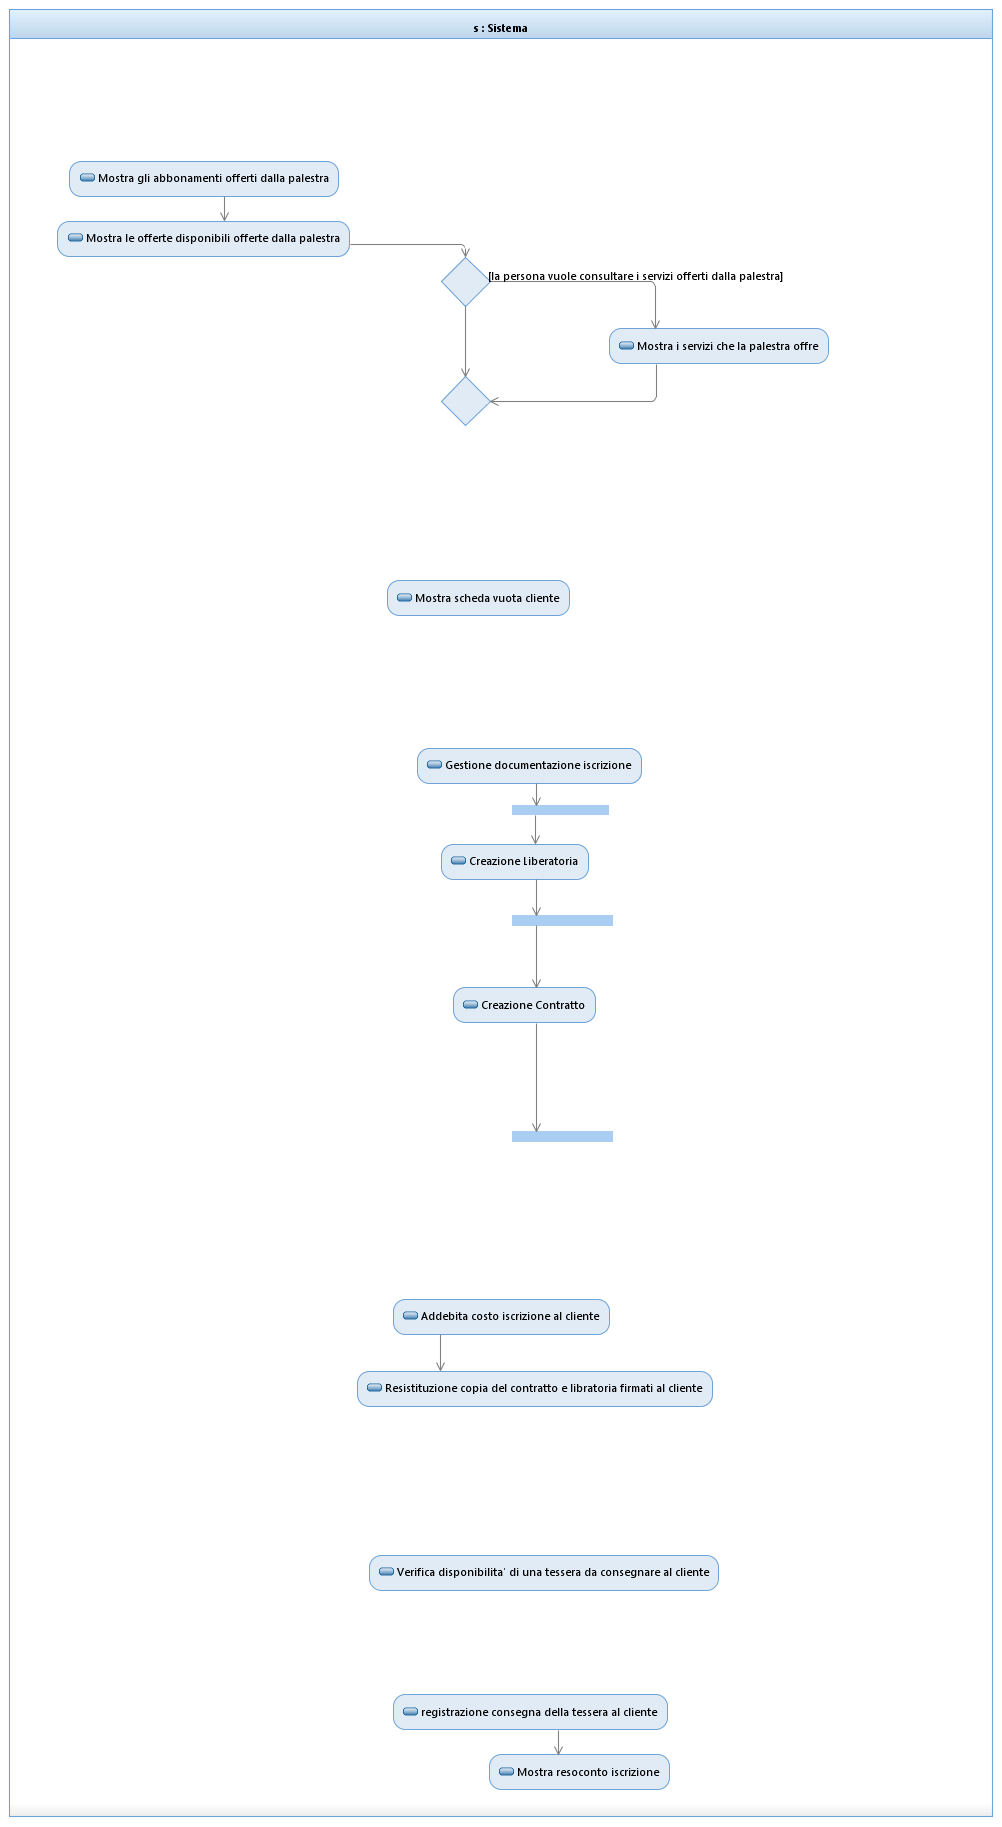 s : Sistema
Mostra gli abbonamenti offerti dalla palestra
Mostra le offerte disponibili offerte dalla palestra
[la persona vuole consultare i servizi offerti dalla palestra]
Mostra i servizi che la palestra offre
Mostra scheda vuota cliente
Gestione documentazione iscrizione
Creazione Liberatoria
Creazione Contratto
Addebita costo iscrizione al cliente
Resistituzione copia del contratto e libratoria firmati al cliente
Verifica disponibilita' di una tessera da consegnare al cliente
registrazione consegna della tessera al cliente
Mostra resoconto iscrizione